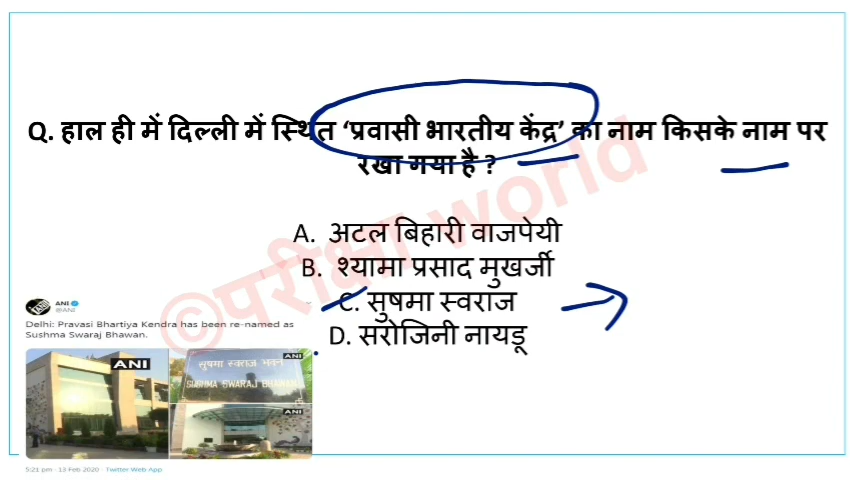 Q. हाल ही में दिल्ली में स्थित ‘प्रवासी भारतीय केंद्र’ का नाम किसके नाम पर
रखा गया है ?
A. अटल बिहारी वाजपेयी
B. श्यामा प्रसाद मुखर्जी
C. सुषमा स्वराज
D. सरोजिनी नायडू
©परीक्षा world
ANI
@ANI
Delhi: Pravasi Bhartiya Kendra has been re-named as
Sushma Swaraj Bhawan.
ANI
ANI
सुषमा स्वराज भवन
SUSHMA SWARAJ BHAWAN
ANI
5:21 pm · 13 Feb 2020 · Twitter Web App